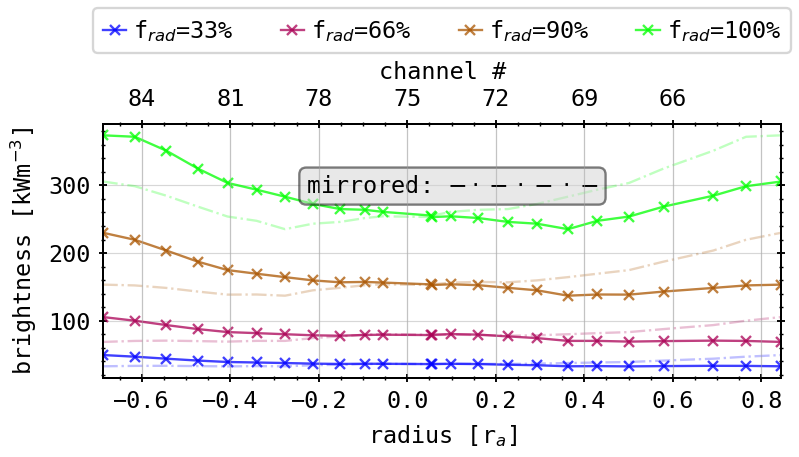 f_rad=33% f_rad=66% f_rad=90% f_rad=100%
channel #
84 81 78 75 72 69 66
mirrored: — · — · — · —
brightness [kWm⁻³]
300
200
100
−0.6 −0.4 −0.2 0.0 0.2 0.4 0.6 0.8
radius [r_a]